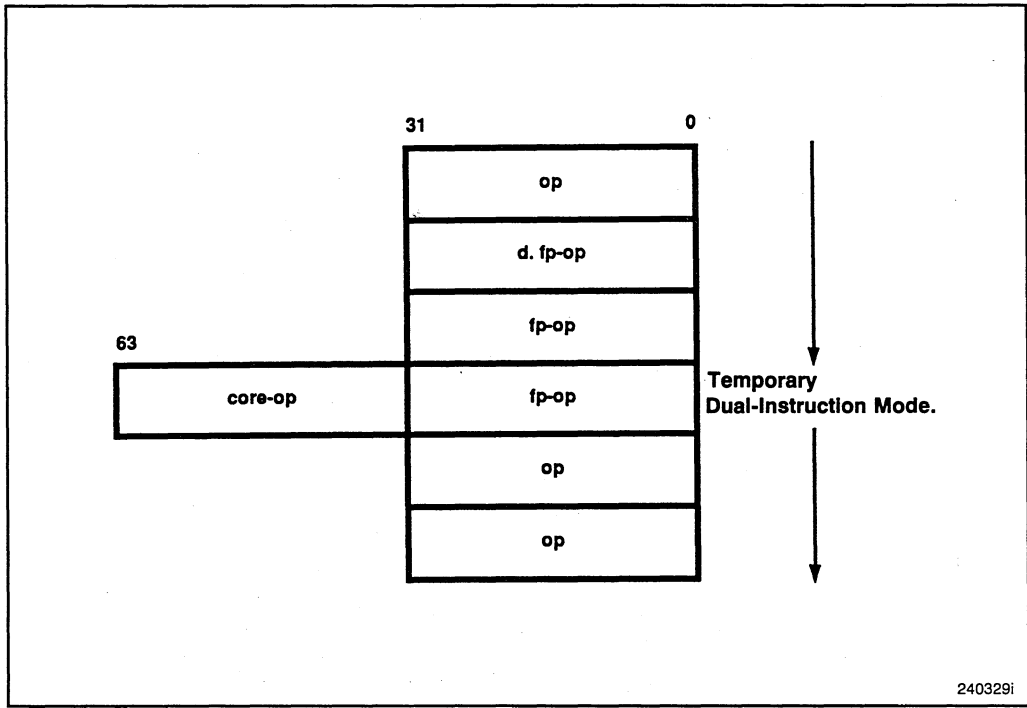 31 0
op
d. fp-op
fp-op
63
core-op fp-op Temporary
Dual-Instruction Mode.
op
op
240329i